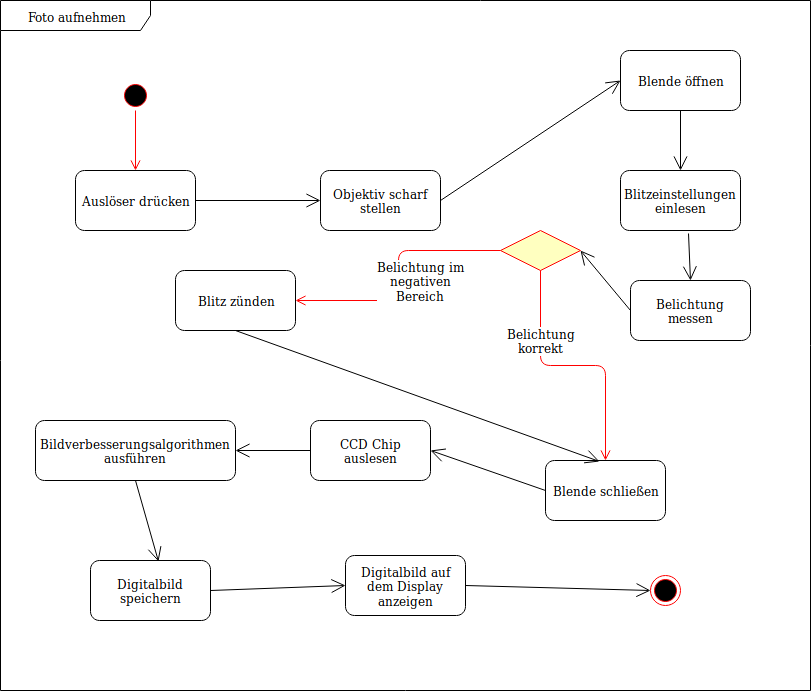 Foto aufnehmen
Auslöser drücken
Objektiv scharf
stellen
Blende öffnen
Blitzeinstellungen
einlesen
Belichtung
messen
Belichtung im
negativen
Bereich
Belichtung
korrekt
Blitz zünden
Blende schließen
CCD Chip
auslesen
Bildverbesserungsalgorithmen
ausführen
Digitalbild
speichern
Digitalbild auf
dem Display
anzeigen